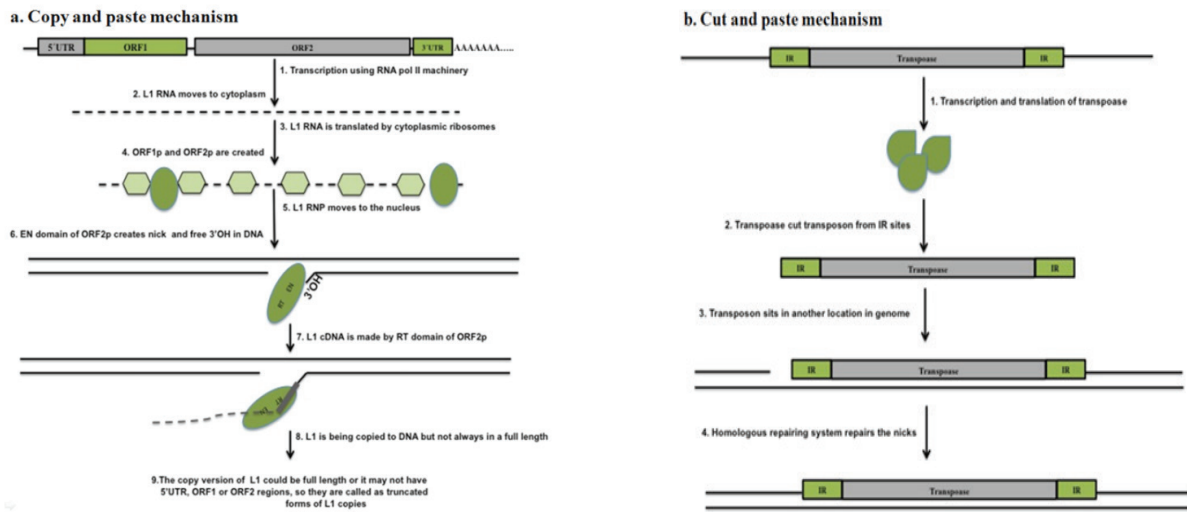 a. Copy and paste mechanism
5´UTR ORF1 ORF2 3´UTR AAAAAAA.....
1. Transcription using RNA pol II machinery
2. L1 RNA moves to cytoplasm
3. L1 RNA is translated by cytoplasmic ribosomes
4. ORF1p and ORF2p are created
5. L1 RNP moves to the nucleus
6. EN domain of ORF2p creates nick and free 3'OH in DNA
RT EN 3'OH
7. L1 cDNA is made by RT domain of ORF2p
8. L1 is being copied to DNA but not always in a full length
9.The copy version of L1 could be full length or it may not have
5'UTR, ORF1 or ORF2 regions, so they are called as truncated
forms of L1 copies
b. Cut and paste mechanism
IR Transpoase IR
1. Transcription and translation of transpoase
2. Transpoase cut transposon from IR sites
IR Transpoase IR
3. Transposon sits in another location in genome
IR Transpoase IR
4. Homologous repairing system repairs the nicks
IR Transpoase IR